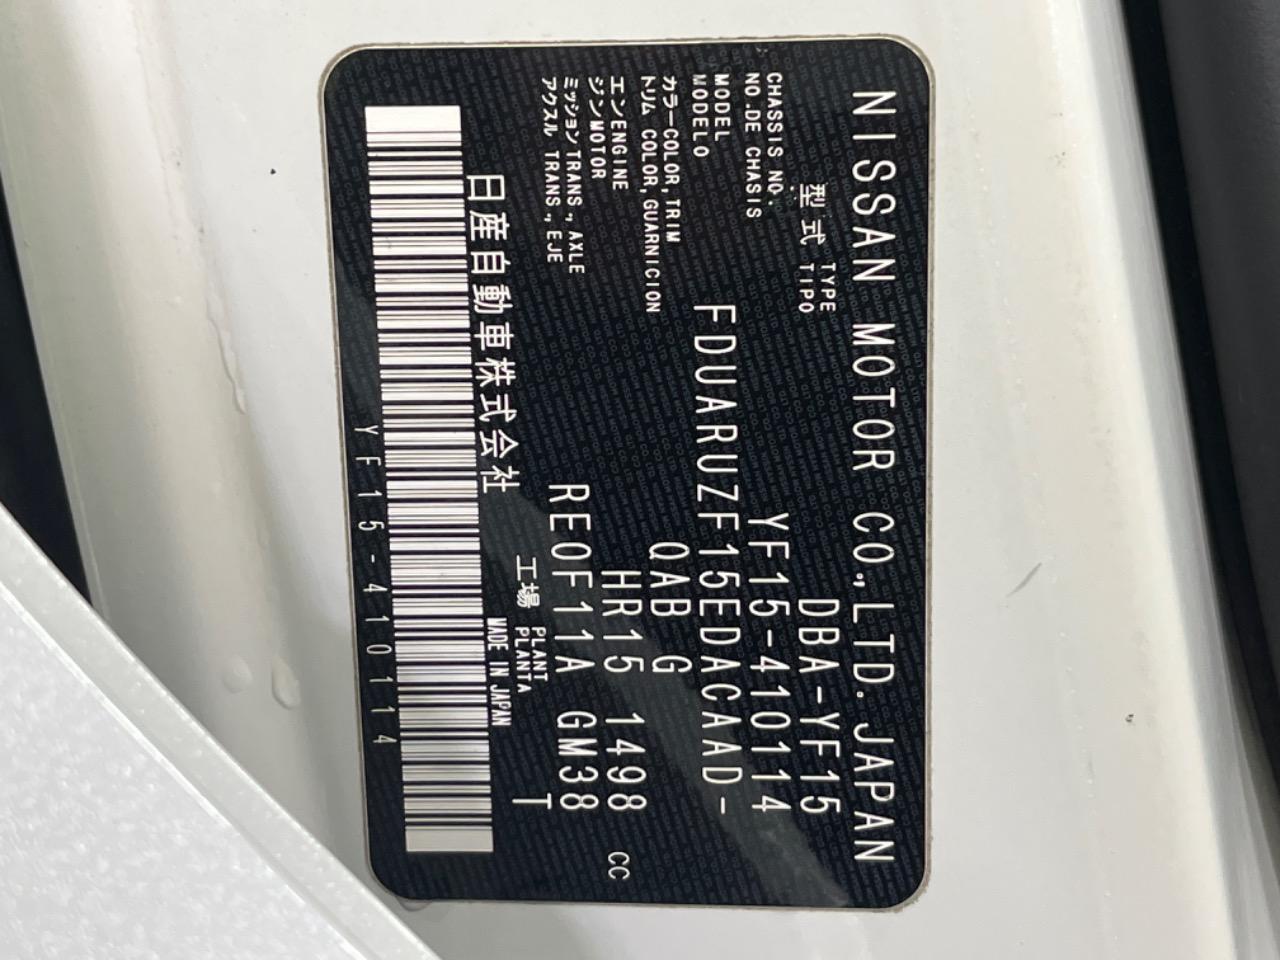 NISSAN MOTOR CO.,LTD. JAPAN
型式 TYPE TIPO DBA-YF15
CHASSIS NO.
NO.DE CHASIS YF15-410114
MODEL
MODELO FDUARUZF15EDACAAD-
カラー COLOR,TRIM
トリム COLOR,GUARNICION QAB G
エン ENGINE
ジン MOTOR HR15 1498 CC
ミッション TRANS., AXLE
アクスル TRANS., EJE RE0F11A GM38
工場 PLANT PLANTA T
日産自動車株式会社 MADE IN JAPAN
YF15-410114